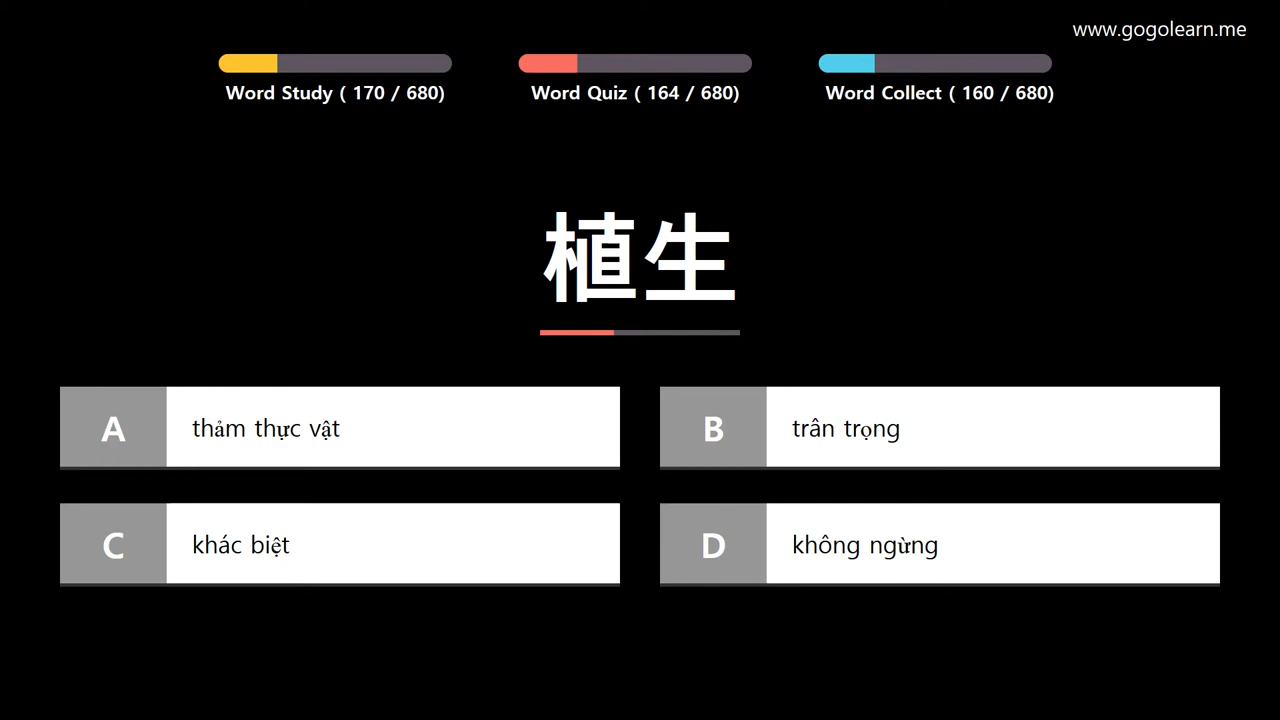 www.gogolearn.me
Word Study ( 170 / 680)
Word Quiz ( 164 / 680)
Word Collect ( 160 / 680)
植生
A
thảm thực vật
B
trân trọng
C
khác biệt
D
không ngừng